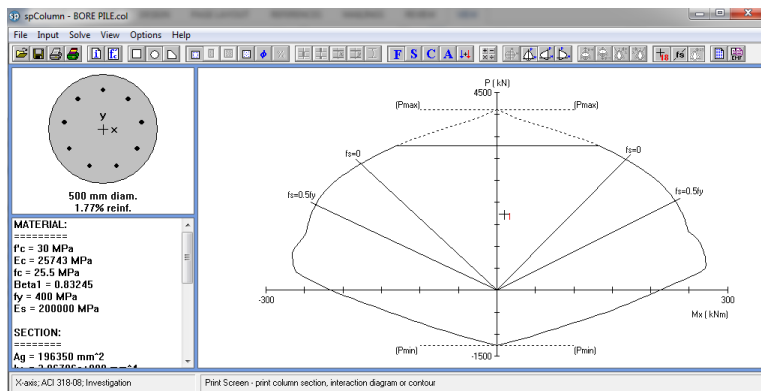 spColumn - BORE PILE.col
File Input Solve View Options Help
F S C A
y
x
500 mm diam.
1.77% reinf.
MATERIAL:
=========
f'c = 30 MPa
Ec = 25743 MPa
fc = 25.5 MPa
Beta1 = 0.83245
fy = 400 MPa
Es = 200000 MPa
SECTION:
========
Ag = 196350 mm^2
P ( kN)
4500
(Pmax)
(Pmax)
fs=0
fs=0
fs=0.5fy
fs=0.5fy
-300
300
Mx ( kNm)
(Pmin)
(Pmin)
-1500
X-axis; ACI 318-08; Investigation
Print Screen - print column section, interaction diagram or contour